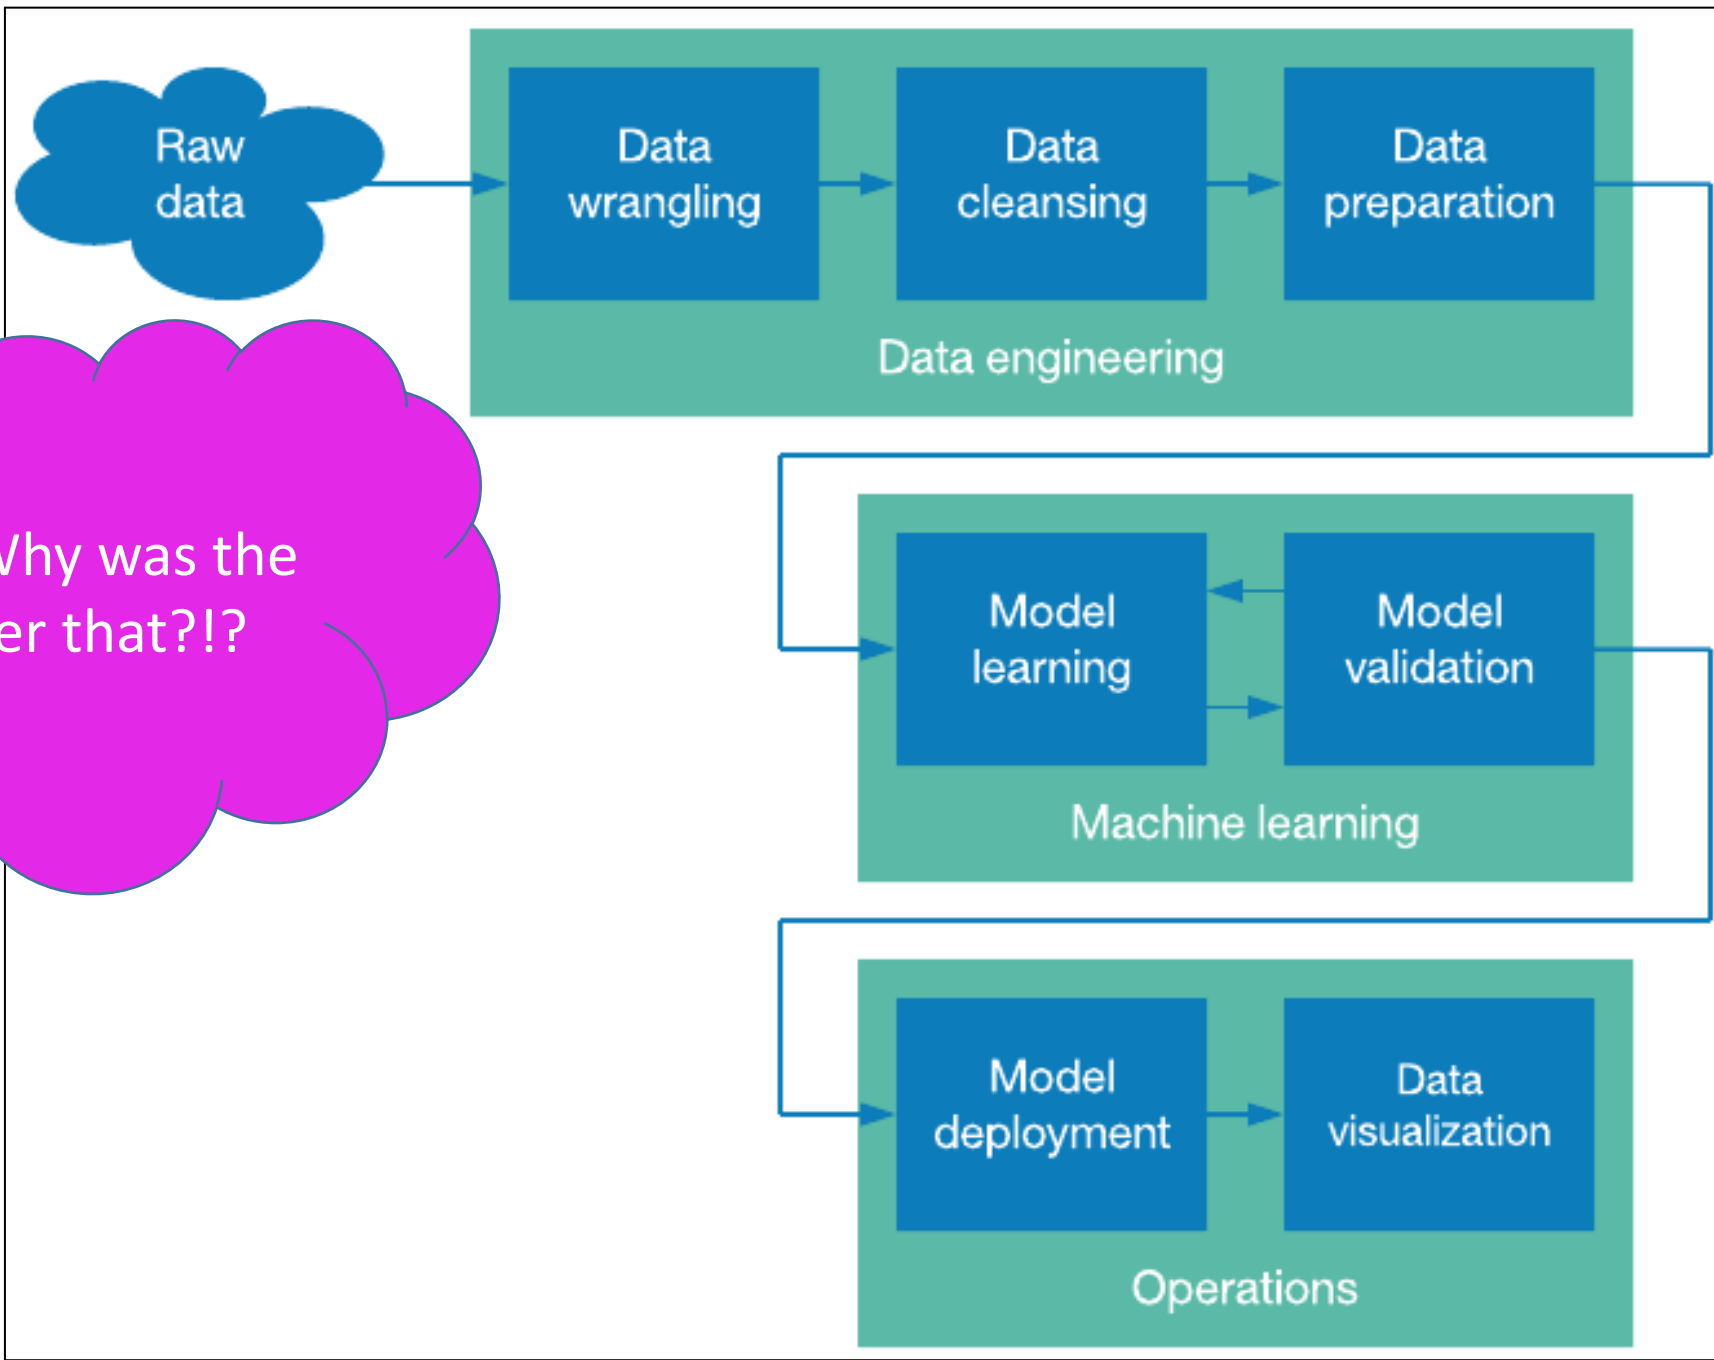 Raw
data
Data
wrangling
Data
cleansing
Data
preparation
Data engineering
Why was the
er that?!?
Model
learning
Model
validation
Machine learning
Model
deployment
Data
visualization
Operations